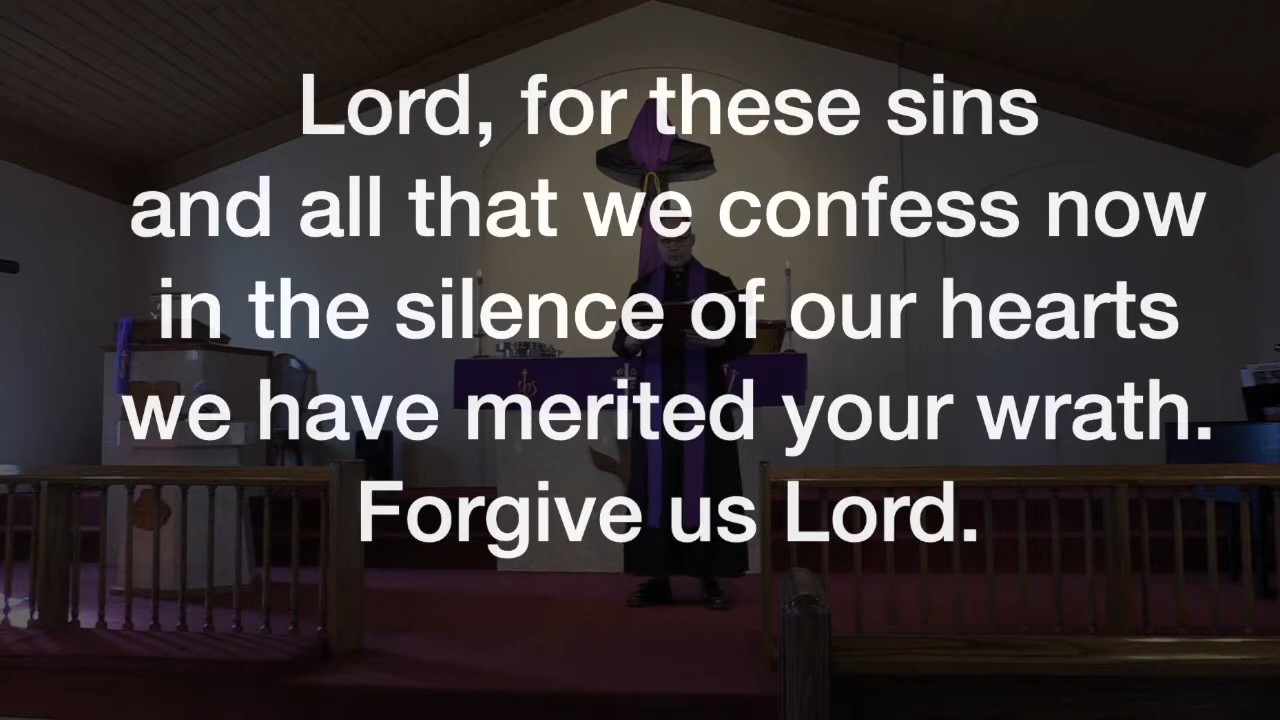 Lord, for these sins
and all that we confess now
in the silence of our hearts
we have merited your wrath.
Forgive us Lord.